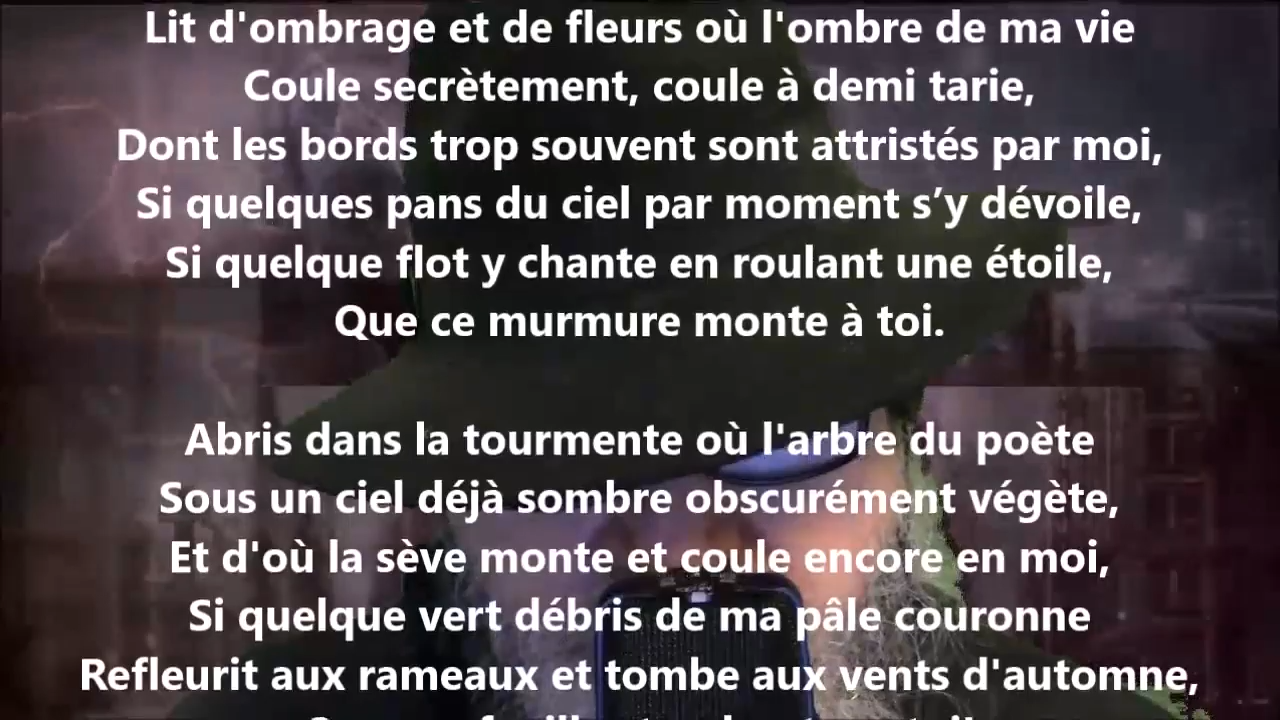 Lit d'ombrage et de fleurs où l'ombre de ma vie
Coule secrètement, coule à demi tarie,
Dont les bords trop souvent sont attristés par moi,
Si quelques pans du ciel par moment s’y dévoile,
Si quelque flot y chante en roulant une étoile,
Que ce murmure monte à toi.
Abris dans la tourmente où l'arbre du poète
Sous un ciel déjà sombre obscurément végète,
Et d'où la sève monte et coule encore en moi,
Si quelque vert débris de ma pâle couronne
Refleurit aux rameaux et tombe aux vents d'automne,